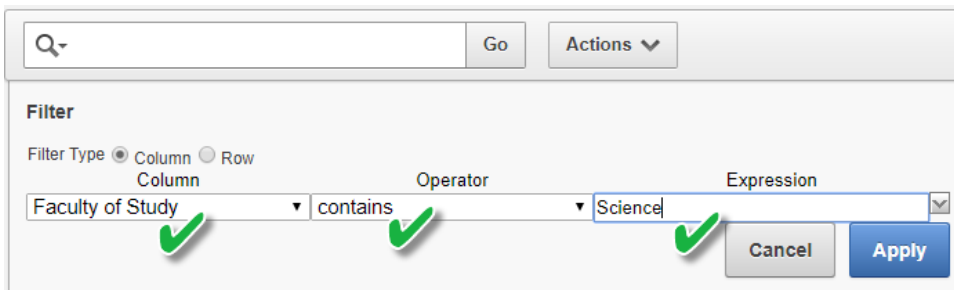 Go Actions
Filter
Filter Type Column Row
Column Operator Expression
Faculty of Study contains Science
Cancel Apply